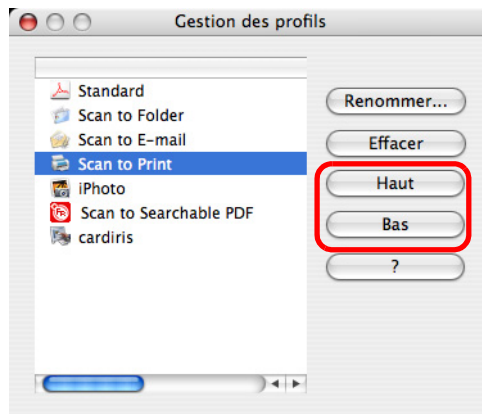 Gestion des profils
Standard
Scan to Folder
Scan to E-mail
Scan to Print
iPhoto
Scan to Searchable PDF
cardiris
Renommer...
Effacer
Haut
Bas
?